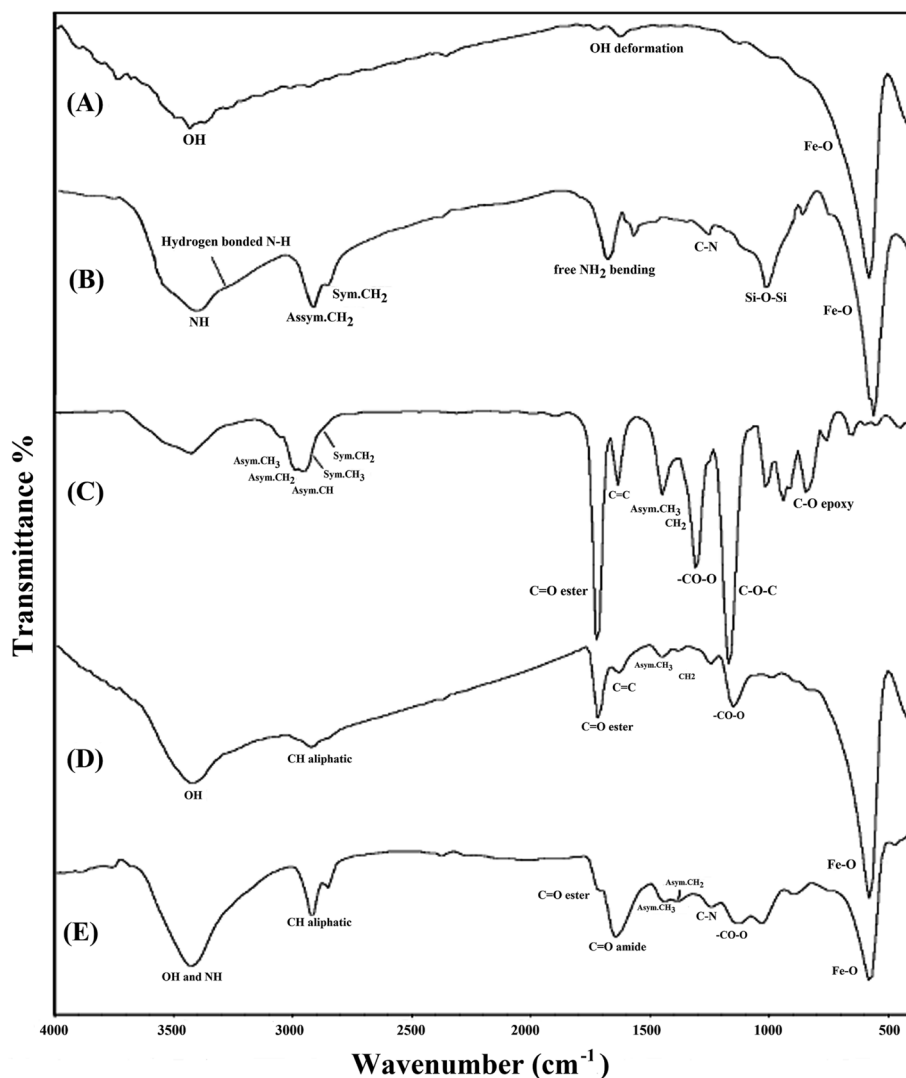 OH deformation
(A)
OH
Fe-O
Hydrogen bonded N-H
(B)
C-N
free NH2 bending
Sym.CH2
Si-O-Si
Assym.CH2
Fe-O
NH
Asym.CH3
Sym.CH2
Asym.CH2
Sym.CH3
(C)
Asym.CH
C=C
Asym.CH3
C-O epoxy
CH2
-CO-O
C=O ester
C-O-C
Asym.CH3
CH2
C=C
-CO-O
C=O ester
(D)
CH aliphatic
OH
Fe-O
Asym.CH2
C=O ester
Asym.CH3
C-N
CH aliphatic
-CO-O
(E)
C=O amide
OH and NH
Fe-O
Transmittance %
4000 3500 3000 2500 2000 1500 1000 500
Wavenumber (cm-1)